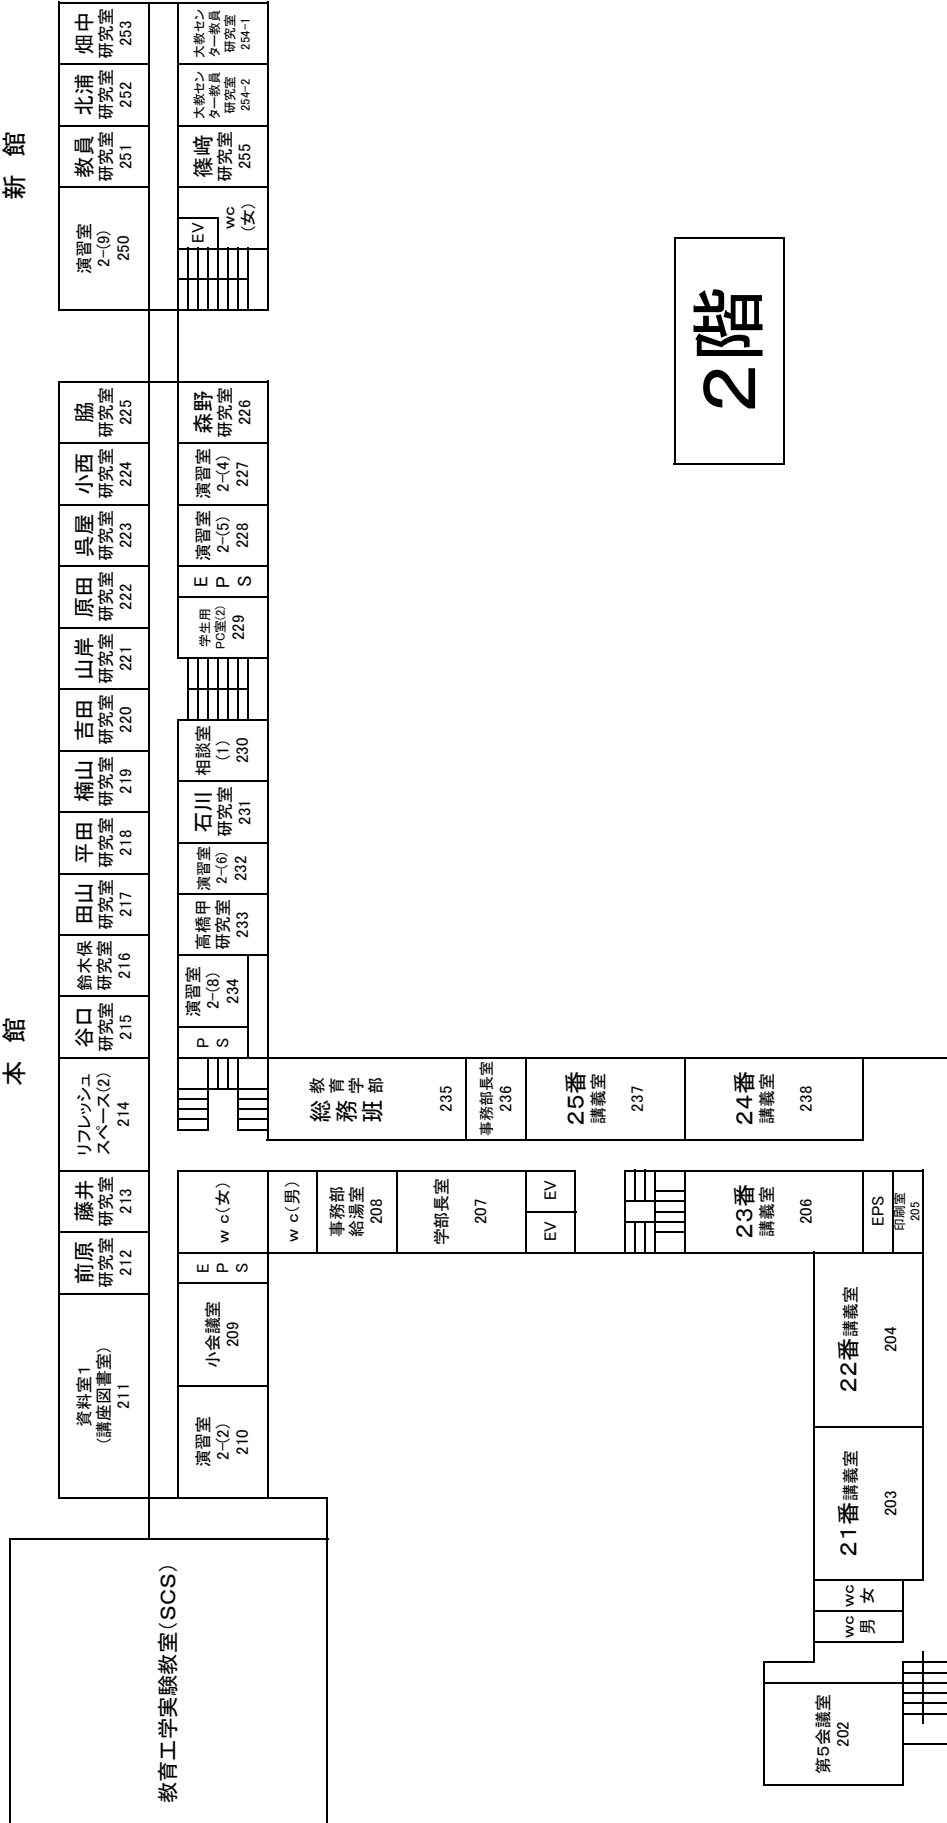 新 館
畑中
研究室
253
大教セン
ター教員
研究室
254-1
北浦
研究室
252
大教セン
ター教員
研究室
254-2
教員
研究室
251
篠﨑
研究室
255
演習室
2-(9)
250
EV
wc
(女)
2階
脇
研究室
225
森野
研究室
226
小西
研究室
224
演習室
2-(4)
227
呉屋
研究室
223
演習室
2-(5)
228
原田
研究室
222
EPS
山岸
研究室
221
学生用
PC室(2)
229
吉田
研究室
220
相談室
(1)
230
楠山
研究室
219
石川
研究室
231
平田
研究室
218
演習室
2-(6)
232
田山
研究室
217
高橋甲
研究室
233
鈴木保
研究室
216
演習室
2-(8)
234
谷口
研究室
215
PS
本 館
リフレッシュ
スペース(2)
214
教育学部
総務班
235
事務部長室
236
25番
講義室
237
24番
講義室
238
藤井
研究室
213
wc(女)
wc(男)
事務部
給湯室
208
学部長室
207
EV
EV
23番
講義室
206
EPS
印刷室
205
前原
研究室
212
EPS
資料室1
(講座図書室)
211
小会議室
209
演習室
2-(2)
210
22番講義室
204
21番講義室
203
wc
女
wc
男
教育工学実験教室(SCS)
第5会議室
202